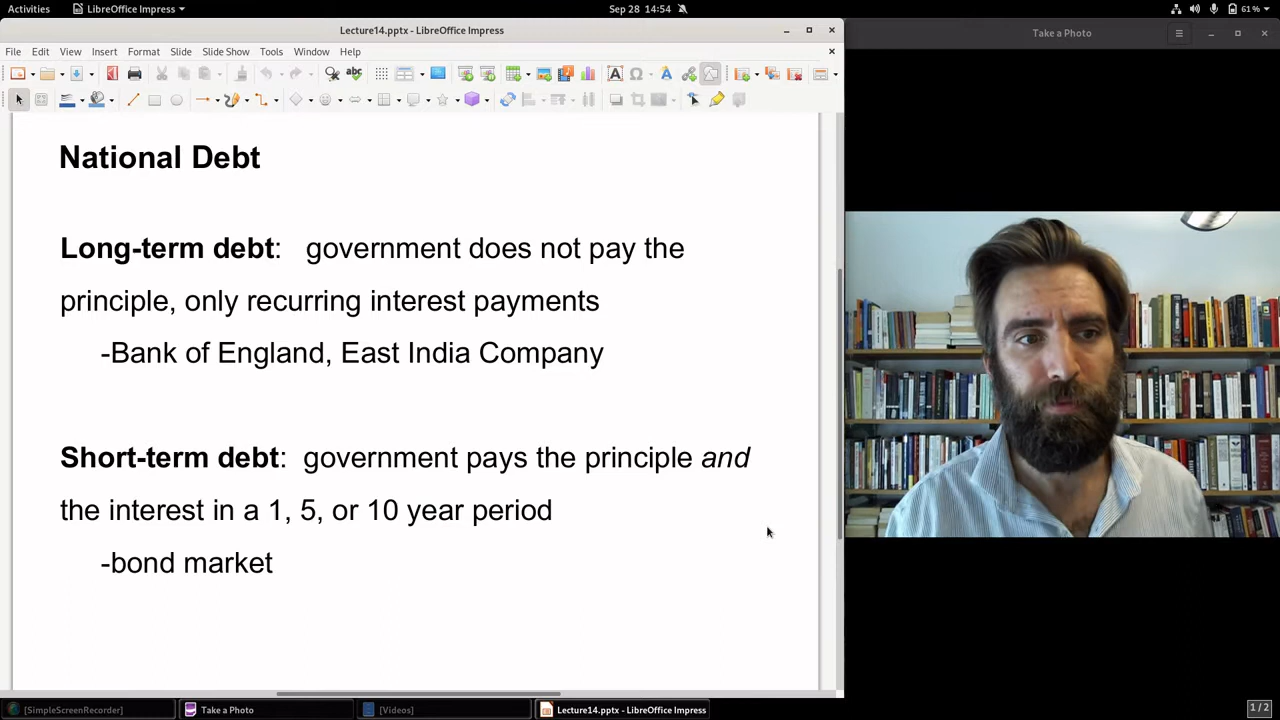 Activities
LibreOffice Impress
Sep 28 14:54
61%
Lecture14.pptx - LibreOffice Impress
Take a Photo
File Edit View Insert Format Slide Slide Show Tools Window Help
abc
National Debt
Long-term debt: government does not pay the
principle, only recurring interest payments
-Bank of England, East India Company
Short-term debt: government pays the principle and
the interest in a 1, 5, or 10 year period
-bond market
[SimpleScreenRecorder]
Take a Photo
[Videos]
Lecture14.pptx - LibreOffice Impress
1 / 2